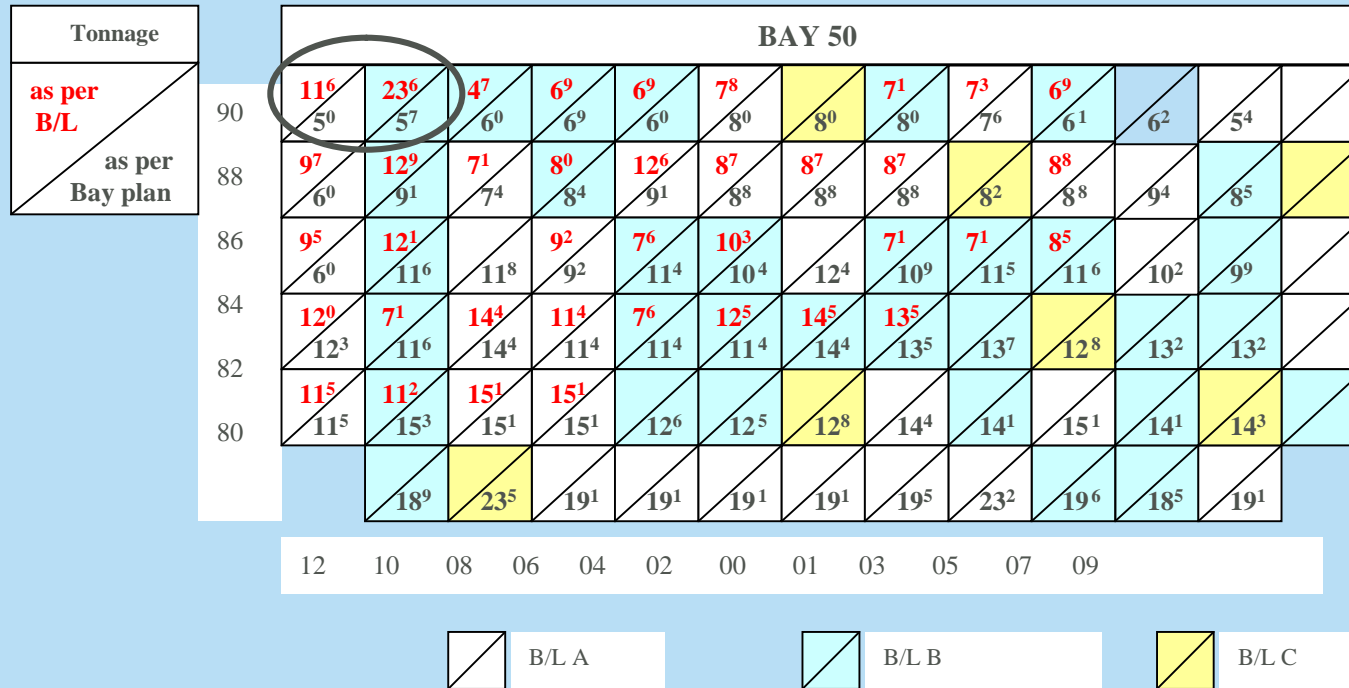 Tonnage
as per
B/L
as per
Bay plan
BAY 50
11⁶ 23⁶ 4⁷ 6⁹ 6⁹ 7⁸ 7¹ 7³ 6⁹
90
5⁰ 5⁷ 6⁰ 6⁹ 6⁰ 8⁰ 8⁰ 8⁰ 7⁶ 6¹ 6² 5⁴
9⁷ 12⁹ 7¹ 8⁰ 12⁶ 8⁷ 8⁷ 8⁷ 8⁸
88
6⁰ 9¹ 7⁴ 8⁴ 9¹ 8⁸ 8⁸ 8⁸ 8² 8⁸ 9⁴ 8⁵
86
9⁵ 12¹ 9² 7⁶ 10³ 7¹ 7¹ 8⁵
6⁰ 11⁶ 11⁸ 9² 11⁴ 10⁴ 12⁴ 10⁹ 11⁵ 11⁶ 10² 9⁹
84
12⁰ 7¹ 14⁴ 11⁴ 7⁶ 12⁵ 14⁵ 13⁵
12³ 11⁶ 14⁴ 11⁴ 11⁴ 11⁴ 14⁴ 13⁵ 13⁷ 12⁸ 13² 13²
82
11⁵ 11² 15¹ 15¹
11⁵ 15³ 15¹ 15¹ 12⁶ 12⁵ 12⁸ 14⁴ 14¹ 15¹ 14¹ 14³
80
18⁹ 23⁵ 19¹ 19¹ 19¹ 19¹ 19⁵ 23² 19⁶ 18⁵ 19¹
12 10 08 06 04 02 00 01 03 05 07 09
B/L A B/L B B/L C